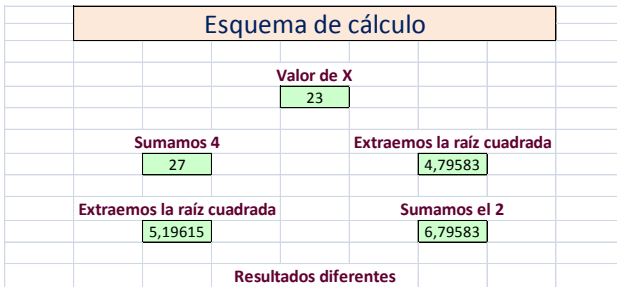 Esquema de cálculo
Valor de X
23
Sumamos 4 Extraemos la raíz cuadrada
27 4,79583
Extraemos la raíz cuadrada Sumamos el 2
5,19615 6,79583
Resultados diferentes